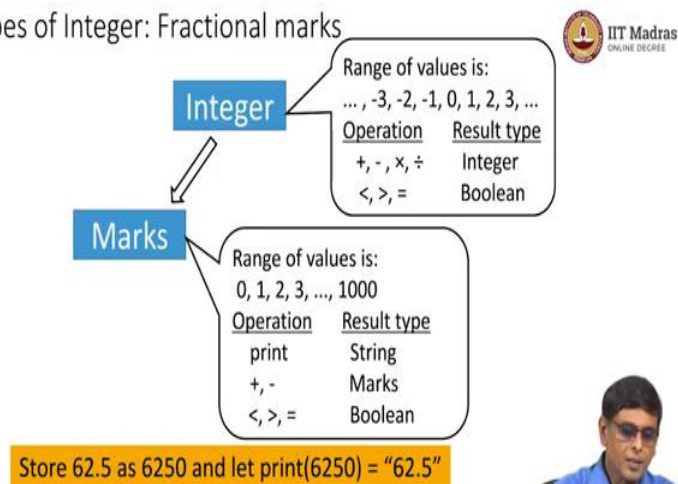 pes of Integer: Fractional marks
IIT Madras
ONLINE DEGREE
Integer
Range of values is:
... , -3, -2, -1, 0, 1, 2, 3, ...
Operation Result type
+, - , ×, ÷ Integer
<, >, = Boolean
Marks
Range of values is:
0, 1, 2, 3, ..., 1000
Operation Result type
print String
+, - Marks
<, >, = Boolean
Store 62.5 as 6250 and let print(6250) = “62.5”